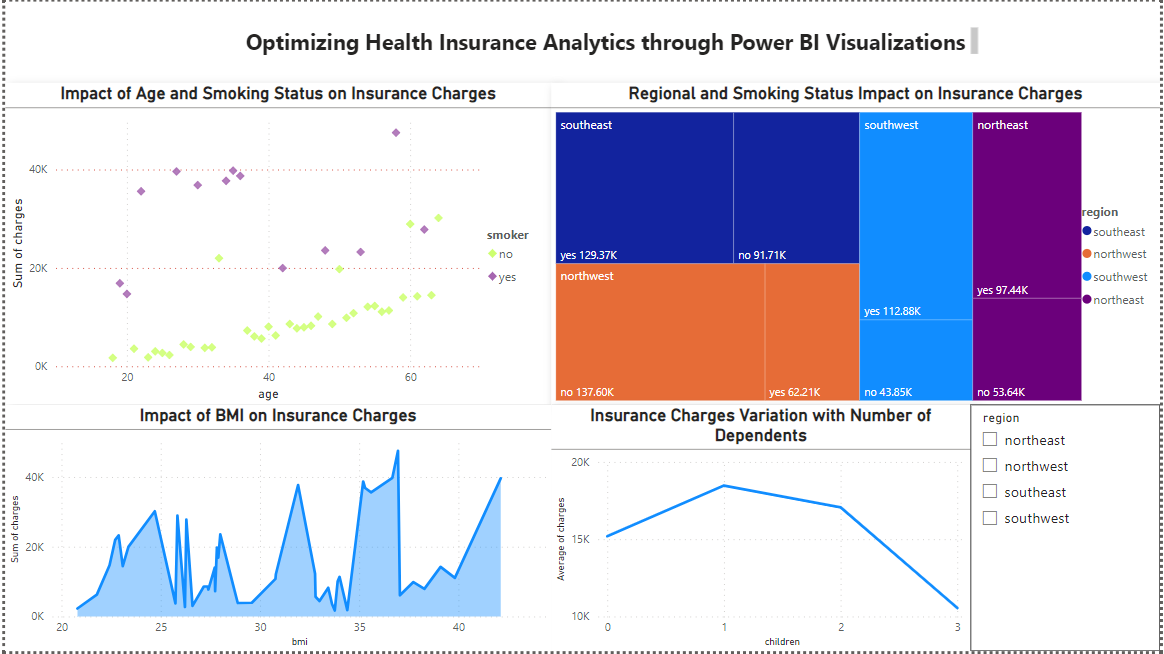 Optimizing Health Insurance Analytics through Power BI Visualizations
Impact of Age and Smoking Status on Insurance Charges
40K
20K
0K
Sum of charges
20
40
60
age
smoker
no
yes
Regional and Smoking Status Impact on Insurance Charges
southeast
yes 129.37K
no 91.71K
northwest
no 137.60K
yes 62.21K
southwest
yes 112.88K
no 43.85K
northeast
yes 97.44K
no 53.64K
region
southeast
northwest
southwest
northeast
Impact of BMI on Insurance Charges
40K
20K
0K
Sum of charges
20
25
30
35
40
bmi
Insurance Charges Variation with Number of
Dependents
20K
15K
10K
Average of charges
0
1
2
3
children
region
northeast
northwest
southeast
southwest